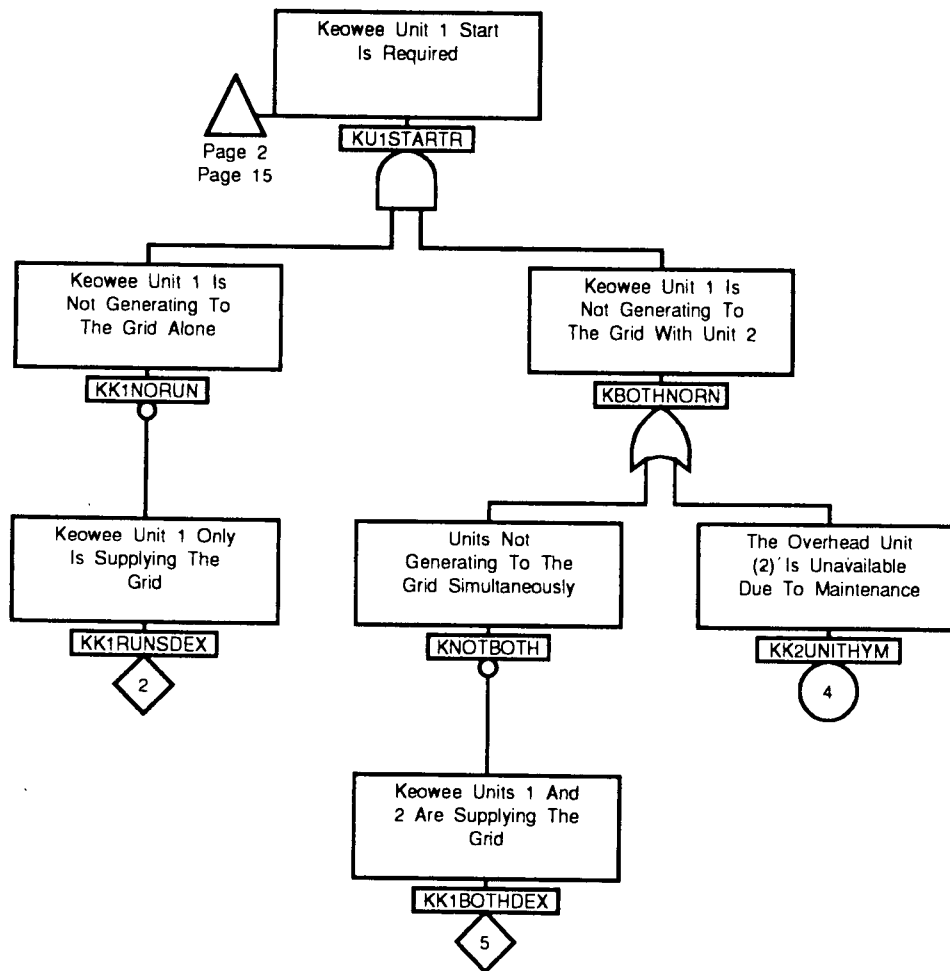 Keowee Unit 1 Start
Is Required
Page 2
Page 15
KU1STARTR
Keowee Unit 1 Is
Not Generating To
The Grid Alone
KK1NORUN
Keowee Unit 1 Is
Not Generating To
The Grid With Unit 2
KBOTHNORN
Keowee Unit 1 Only
Is Supplying The
Grid
KK1RUNSDEX
2
Units Not
Generating To The
Grid Simultaneously
KNOTBOTH
The Overhead Unit
(2) Is Unavailable
Due To Maintenance
KK2UNITHYM
4
Keowee Units 1 And
2 Are Supplying The
Grid
KK1BOTHDEX
5